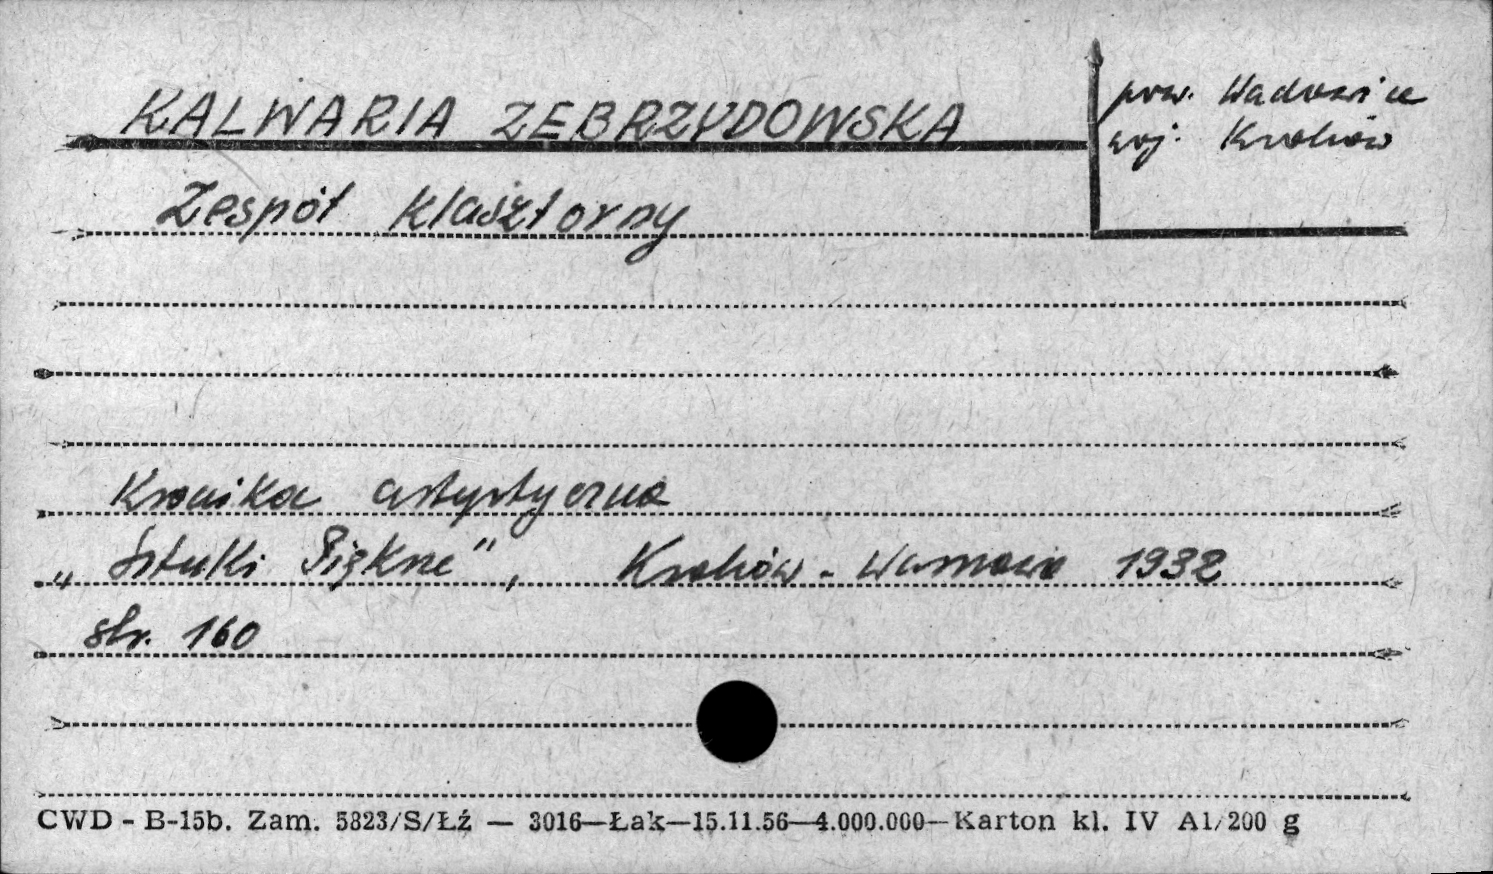 KALWARIA ZEBRZYDOWSKA
pow. Wadowice
woj. Kraków
Zespół klasztorny
Kronika artystyczna
„Sztuki Piękne”, Kraków - Warszawa 1932
str. 160
CWD - B-15b. Zam. 5823/S/Łź — 3016—Łak—15.11.56—4.000.000—Karton kl. IV A1/200 g